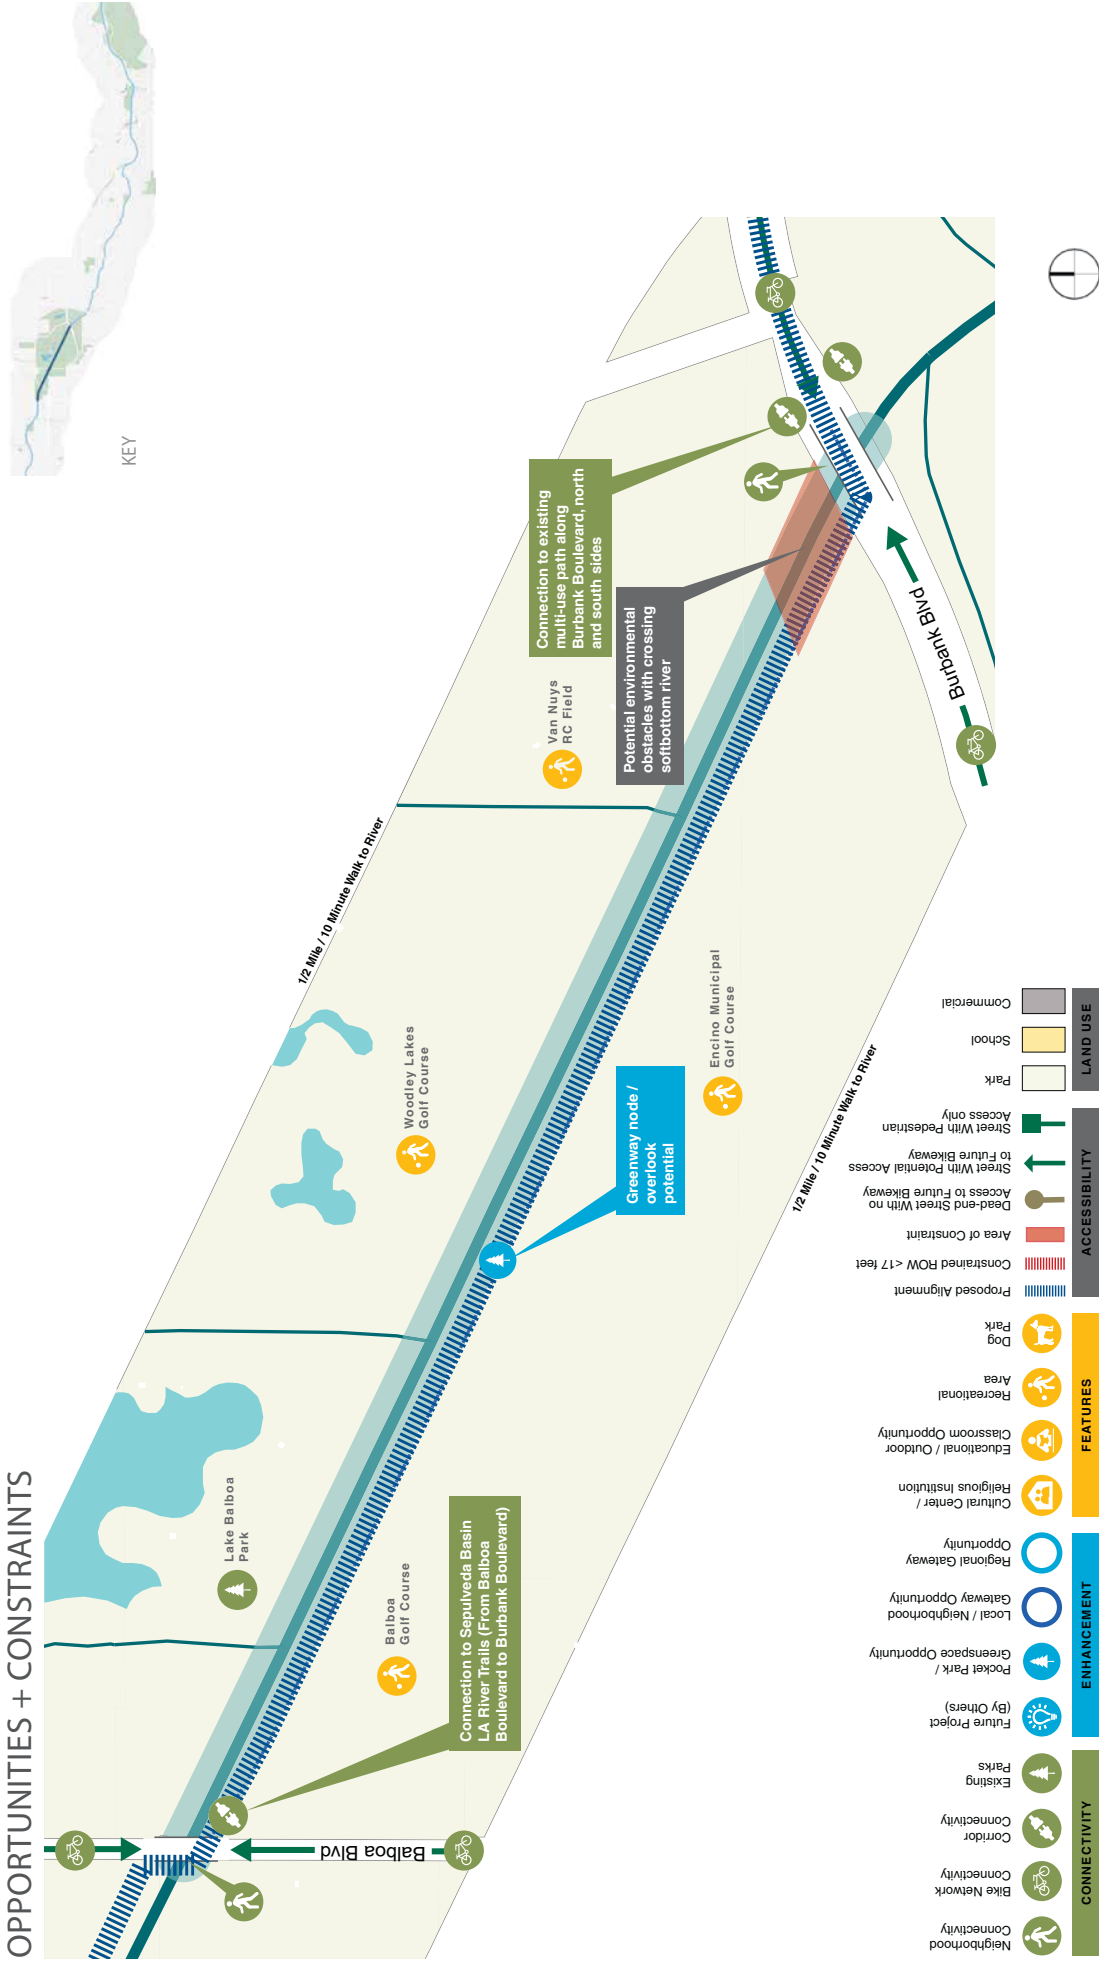 OPPORTUNITIES + CONSTRAINTS
KEY
1/2 Mile / 10 Minute Walk to River
Lake Balboa
Park
Balboa
Golf Course
Woodley Lakes
Golf Course
Van Nuys
RC Field
Encino Municipal
Golf Course
Connection to Sepulveda Basin
LA River Trails (From Balboa
Boulevard to Burbank Boulevard)
Greenway node /
overlook
potential
Potential environmental
obstacles with crossing
softbottom river
Connection to existing
multi-use path along
Burbank Boulevard, north
and south sides
Balboa Blvd
Burbank Blvd
1/2 Mile / 10 Minute Walk to River
Neighborhood
Connectivity
Bike Network
Connectivity
Corridor
Connectivity
Existing
Parks
CONNECTIVITY
Future Project
(By Others)
Pocket Park /
Greenspace Opportunity
Local / Neighborhood
Gateway Opportunity
Regional Gateway
Opportunity
ENHANCEMENT
Cultural Center /
Religious Institution
Educational / Outdoor
Classroom Opportunity
Recreational
Area
Dog
Park
FEATURES
Proposed Alignment
Constrained ROW <17 feet
Area of Constraint
Dead-end Street With no
Access to Future Bikeway
Street With Potential Access
to Future Bikeway
Street With Pedestrian
Access only
ACCESSIBILITY
Park
School
Commercial
LAND USE